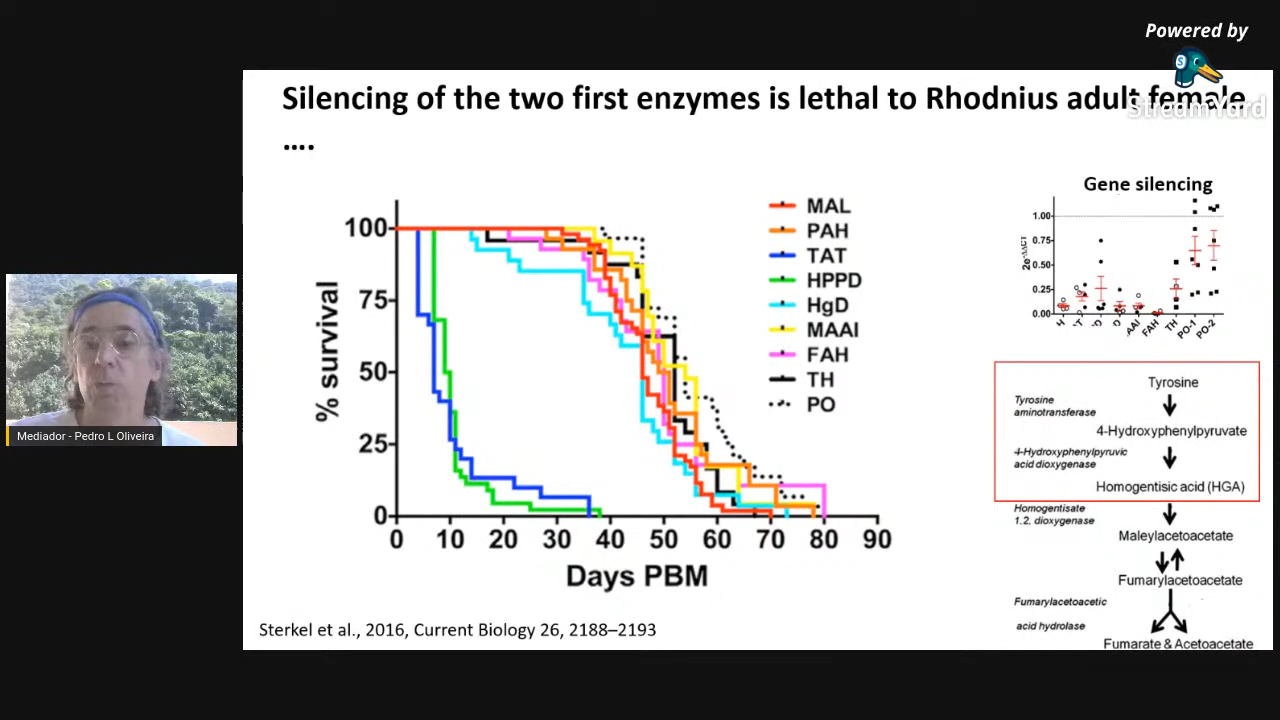 Powered by
StreamYard
Silencing of the two first enzymes is lethal to Rhodnius adult female
....
Gene silencing
1.00
0.75
0.50
0.25
0.00
2e-ΔΔCT
TH
PO-1
PO-2
FAH
100
75
50
25
0
% survival
0 10 20 30 40 50 60 70 80 90
Days PBM
MAL
PAH
TAT
HPPD
HgD
MAAI
FAH
TH
PO
Tyrosine
Tyrosine
aminotransferase
4-Hydroxyphenylpyruvate
4-Hydroxyphenylpyruvic
acid dioxygenase
Homogentisic acid (HGA)
Homogentisate
1.2, dioxygenase
Maleylacetoacetate
Fumarylacetoacetate
Fumarylacetoacetic
acid hydrolase
Fumarate & Acetoacetate
Mediador - Pedro L Oliveira
Sterkel et al., 2016, Current Biology 26, 2188–2193